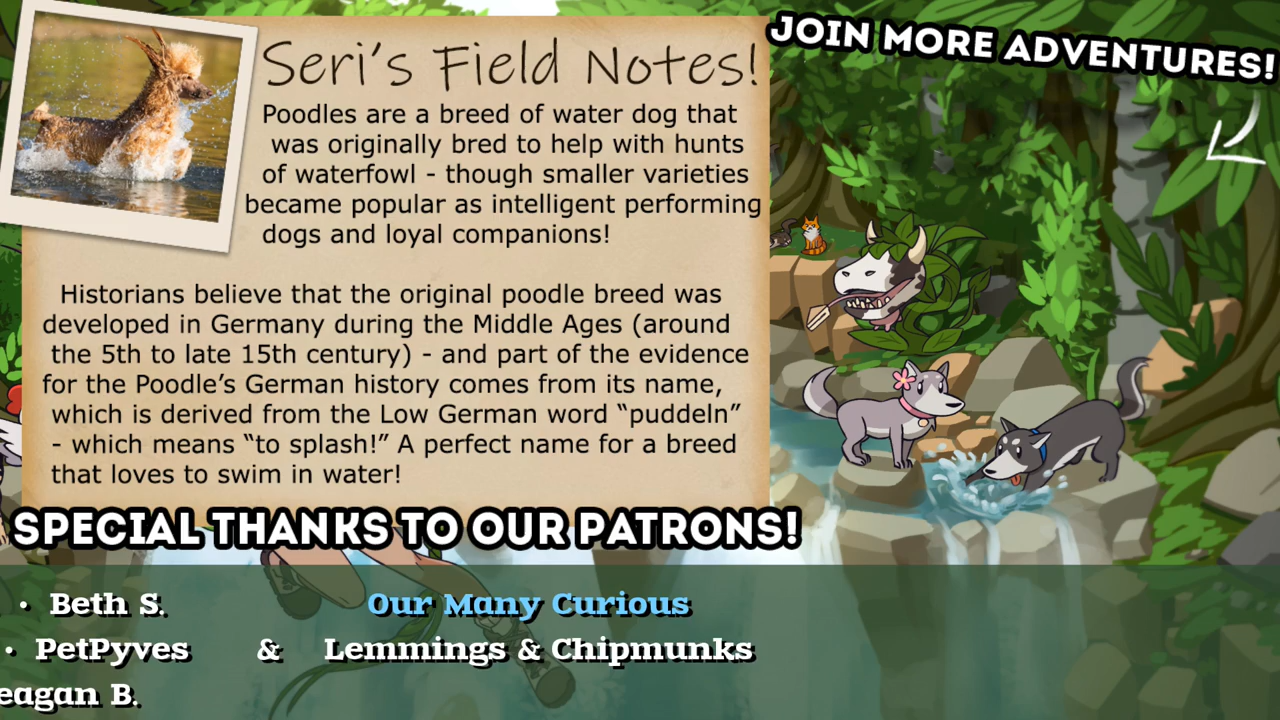 Seri's Field Notes!
JOIN MORE ADVENTURES!
Poodles are a breed of water dog that
was originally bred to help with hunts
of waterfowl - though smaller varieties
became popular as intelligent performing
dogs and loyal companions!
Historians believe that the original poodle breed was
developed in Germany during the Middle Ages (around
the 5th to late 15th century) - and part of the evidence
for the Poodle's German history comes from its name,
which is derived from the Low German word “puddeln”
- which means “to splash!” A perfect name for a breed
that loves to swim in water!
SPECIAL THANKS TO OUR PATRONS!
• Beth S.
Our Many Curious
• PetPyves & Lemmings & Chipmunks
eagan B.